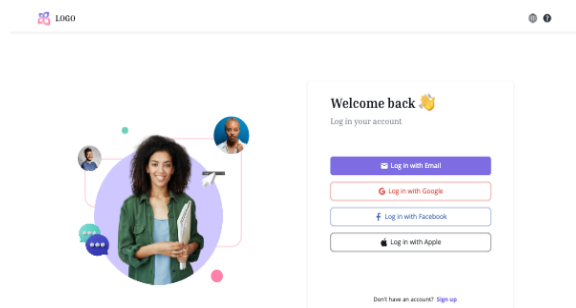 LOGO
?
Welcome back 👋
Log in your account
Log in with Email
G Log in with Google
f Log in with Facebook
Log in with Apple
Don't have an account? Sign up